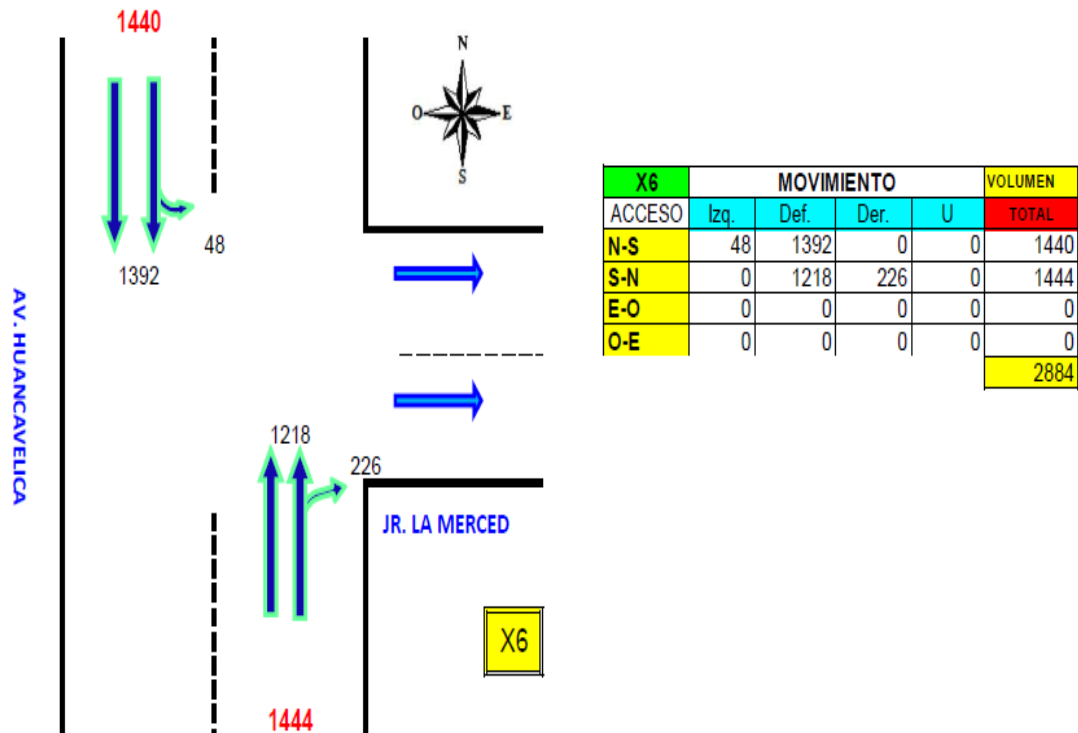 1440
N
O E
S
48
1392
AV. HUANCAVELICA
1218
226
JR. LA MERCED
X6
1444
X6 MOVIMIENTO VOLUMEN
ACCESO Izq. Def. Der. U TOTAL
N-S 48 1392 0 0 1440
S-N 0 1218 226 0 1444
E-O 0 0 0 0 0
O-E 0 0 0 0 0
2884